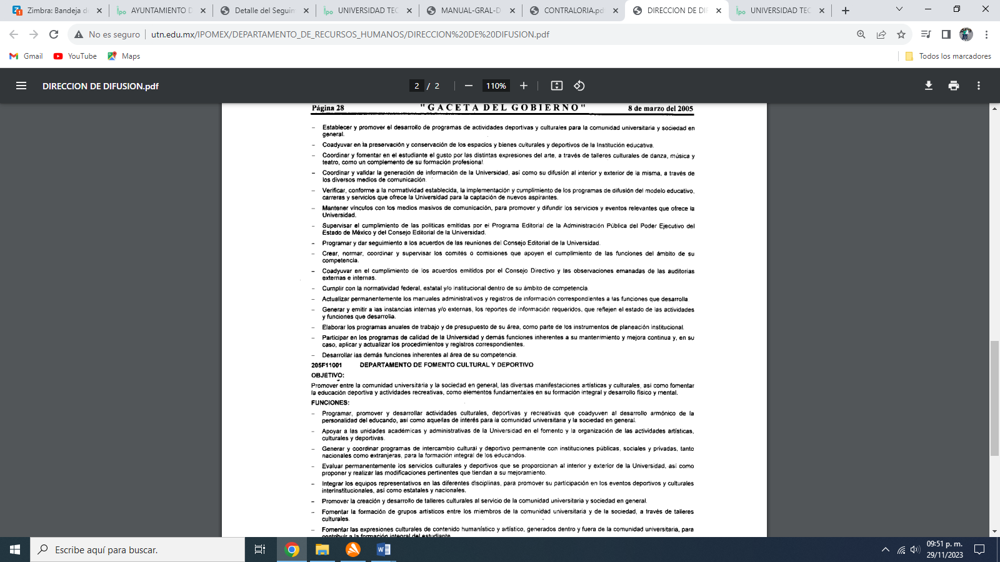 Zimbra: Bandeja d
AYUNTAMIENTO D
Detalle del Seguim
UNIVERSIDAD TEC
MANUAL-GRAL-D
CONTRALORIA.pd
DIRECCION DE DIF
UNIVERSIDAD TEC
No es seguro
utn.edu.mx/IPOMEX/DEPARTAMENTO_DE_RECURSOS_HUMANOS/DIRECCION%20DE%20DIFUSION.pdf
Gmail
YouTube
Maps
Todos los marcadores
DIRECCION DE DIFUSION.pdf
2 / 2
110%
Página 28 "GACETA DEL GOBIERNO" 8 de marzo del 2005
– Establecer y promover el desarrollo de programas de actividades deportivas y culturales para la comunidad universitaria y sociedad en
general.
– Coadyuvar en la preservación y conservación de los espacios y bienes culturales y deportivos de la Institución educativa.
– Coordinar y fomentar en el estudiante el gusto por las distintas expresiones del arte, a través de talleres culturales de danza, música y
teatro, como un complemento de su formación profesional.
– Coordinar y validar la generación de información de la Universidad, así como su difusión al interior y exterior de la misma, a través de
los diversos medios de comunicación.
– Verificar, conforme a la normatividad establecida, la implementación y cumplimiento de los programas de difusión del modelo educativo,
carreras y servicios que ofrece la Universidad para la captación de nuevos aspirantes.
– Mantener vínculos con los medios masivos de comunicación, para promover y difundir los servicios y eventos relevantes que ofrece la
Universidad.
– Supervisar el cumplimiento de las políticas emitidas por el Programa Editorial de la Administración Pública del Poder Ejecutivo del
Estado de México y del Consejo Editorial de la Universidad.
– Programar y dar seguimiento a los acuerdos de las reuniones del Consejo Editorial de la Universidad.
– Crear, normar, coordinar y supervisar los comités o comisiones que apoyen el cumplimiento de las funciones del ámbito de su
competencia.
– Coadyuvar en el cumplimiento de los acuerdos emitidos por el Consejo Directivo y las observaciones emanadas de las auditorías
externas e internas.
– Cumplir con la normatividad federal, estatal y/o institucional dentro de su ámbito de competencia.
– Actualizar permanentemente los manuales administrativos y registros de información correspondientes a las funciones que desarrolla.
– Generar y emitir a las instancias internas y/o externas, los reportes de información requeridos, que reflejen el estado de las actividades
y funciones que desarrolla.
– Elaborar los programas anuales de trabajo y de presupuesto de su área, como parte de los instrumentos de planeación institucional.
– Participar en los programas de calidad de la Universidad y demás funciones inherentes a su mantenimiento y mejora continua y, en su
caso, aplicar y actualizar los procedimientos y registros correspondientes.
– Desarrollar las demás funciones inherentes al área de su competencia.
205F11001 DEPARTAMENTO DE FOMENTO CULTURAL Y DEPORTIVO
OBJETIVO:
Promover entre la comunidad universitaria y la sociedad en general, las diversas manifestaciones artísticas y culturales, así como fomentar
la educación deportiva y actividades recreativas, como elementos fundamentales en su formación integral y desarrollo físico y mental.
FUNCIONES:
– Programar, promover y desarrollar actividades culturales, deportivas y recreativas que coadyuven al desarrollo armónico de la
personalidad del educando, así como aquellas de interés para la comunidad universitaria y la sociedad en general.
– Apoyar a las unidades académicas y administrativas de la Universidad en el fomento y la organización de las actividades artísticas,
culturales y deportivas.
– Generar y coordinar programas de intercambio cultural y deportivo permanente con instituciones públicas, sociales y privadas, tanto
nacionales como extranjeras, para la formación integral de los educandos.
– Evaluar permanentemente los servicios culturales y deportivos que se proporcionan al interior y exterior de la Universidad, así como
proponer y realizar las modificaciones pertinentes que tiendan a su mejoramiento.
– Integrar los equipos representativos en las diferentes disciplinas, para promover su participación en los eventos deportivos y culturales
interinstitucionales, así como estatales y nacionales.
– Promover la creación y desarrollo de talleres culturales al servicio de la comunidad universitaria y sociedad en general.
– Fomentar la formación de grupos artísticos entre los miembros de la comunidad universitaria y de la sociedad, a través de talleres
culturales.
– Fomentar las expresiones culturales de contenido humanístico y artístico, generados dentro y fuera de la comunidad universitaria, para
contribuir a la formación integral del estudiante
Escribe aquí para buscar.
09:51 p. m.
29/11/2023